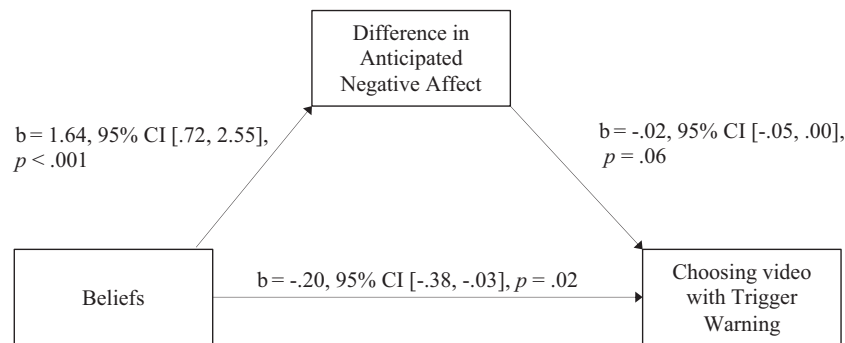 Difference in
Anticipated
Negative Affect
b = 1.64, 95% CI [.72, 2.55],
p < .001
b = -.02, 95% CI [-.05, .00],
p = .06
Beliefs
b = -.20, 95% CI [-.38, -.03], p = .02
Choosing video
with Trigger
Warning